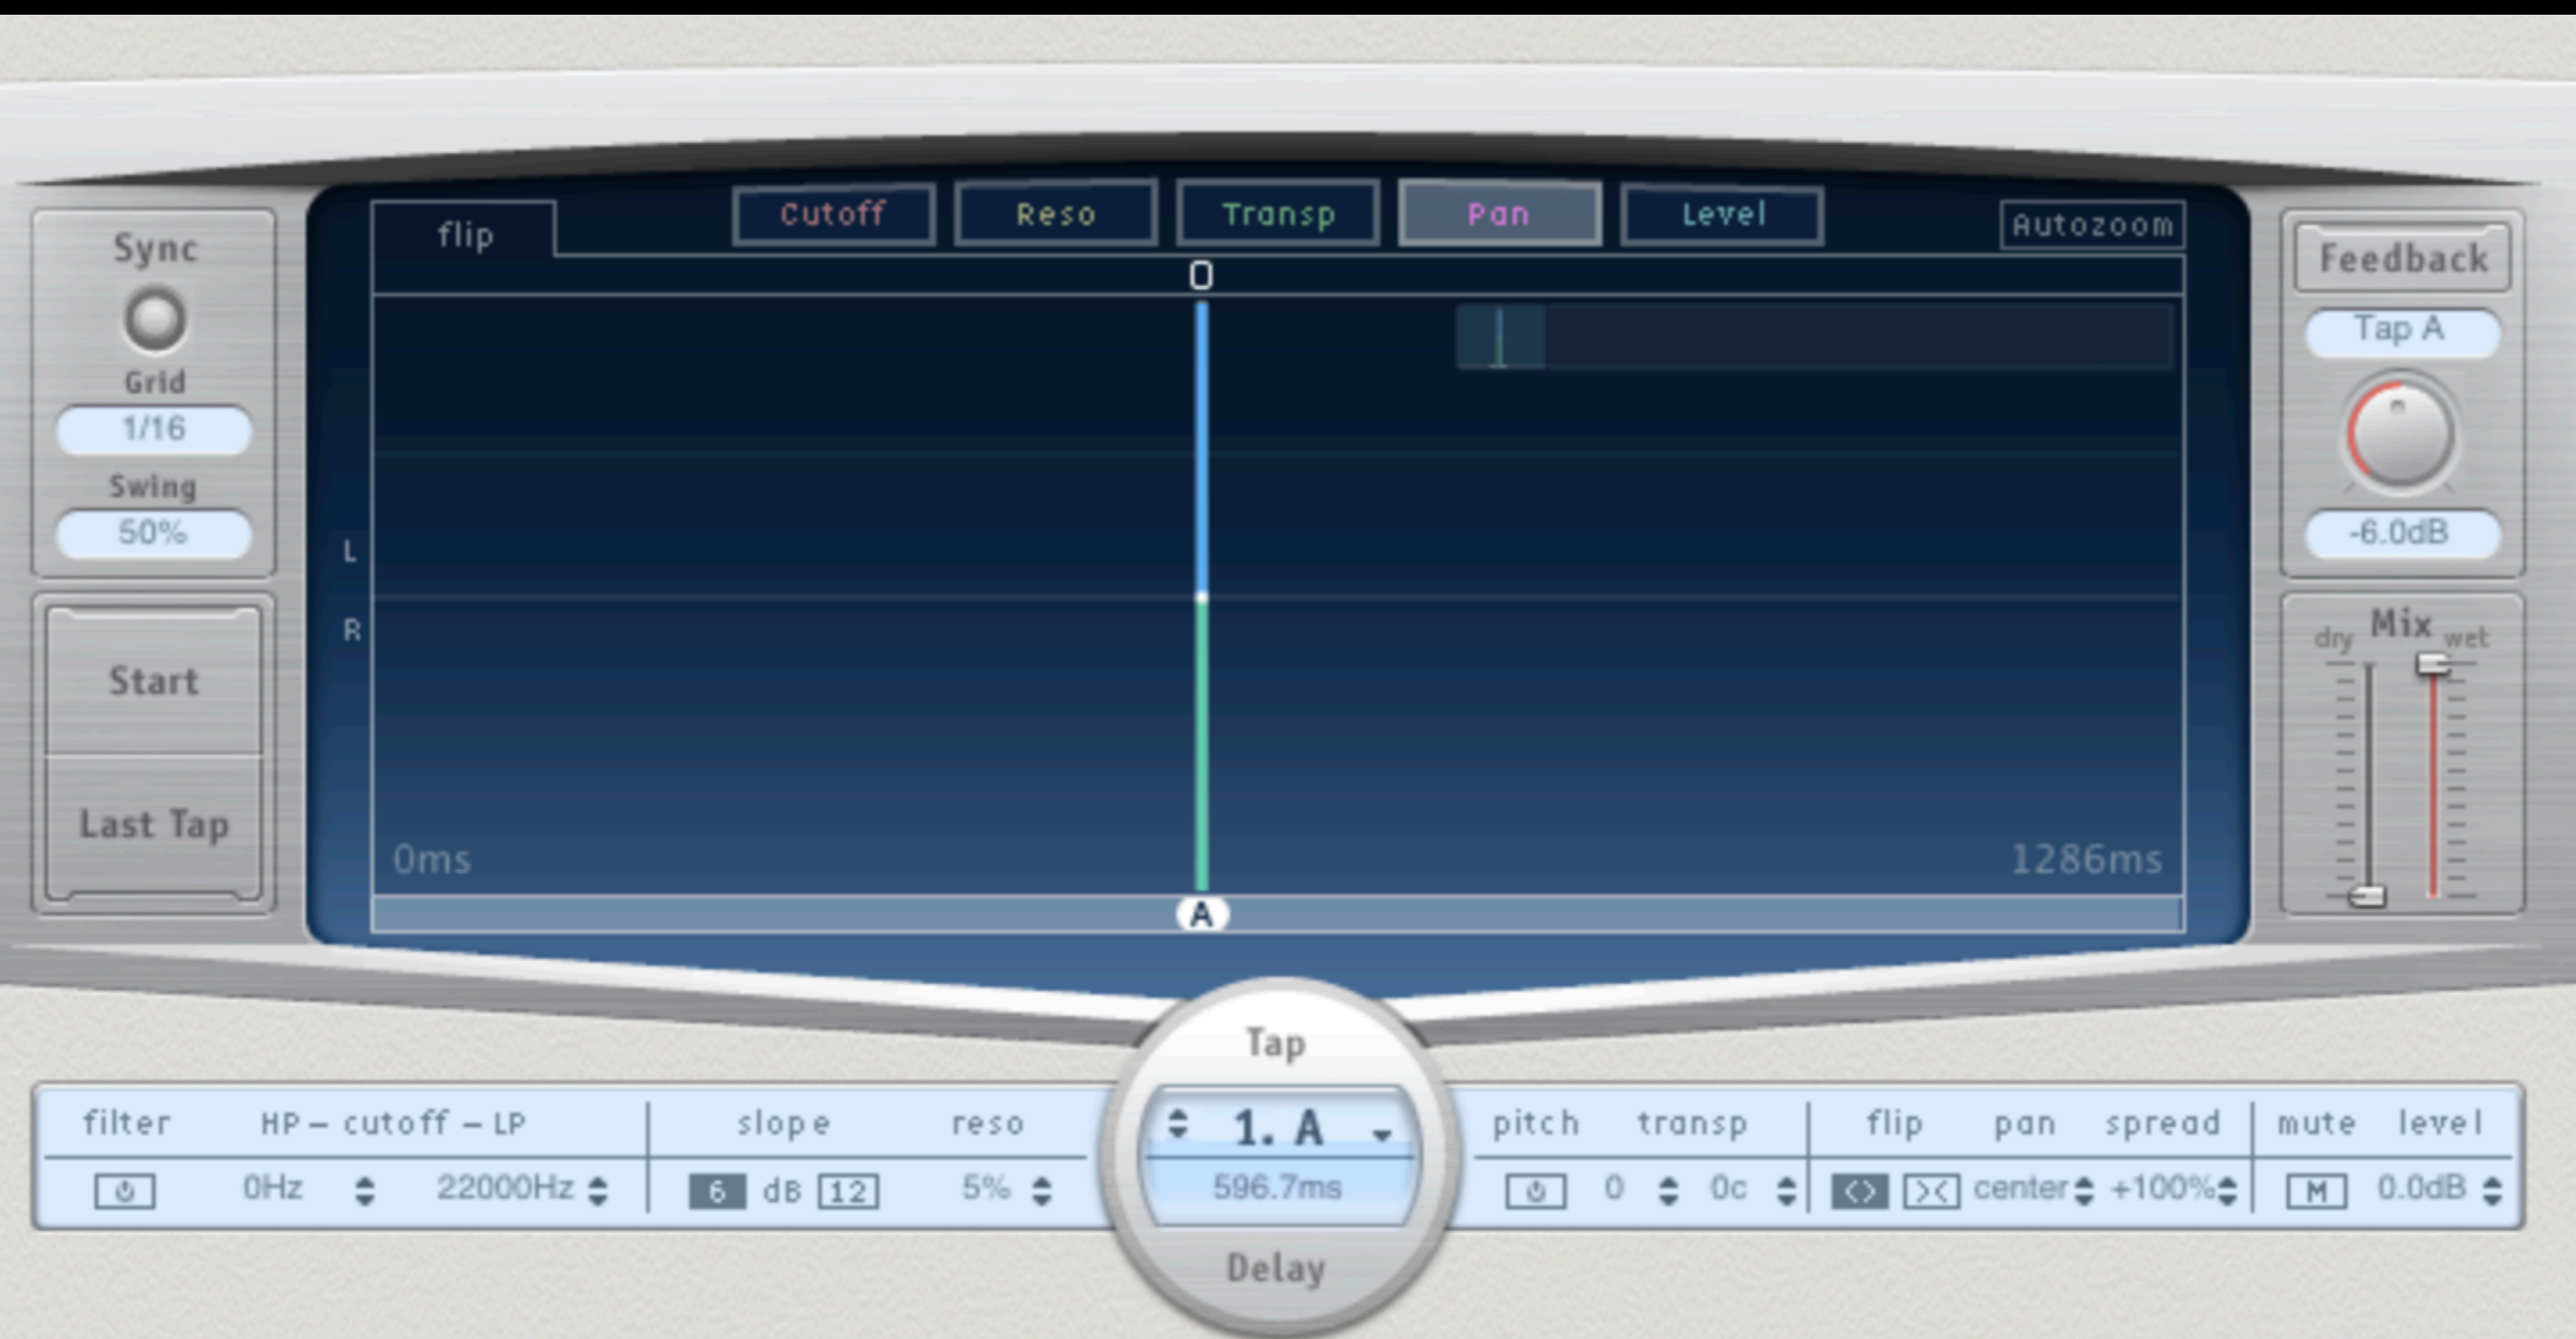 flip
Cutoff
Reso
Transp
Pan
Level
Autozoom
Sync
Grid
1/16
Swing
50%
Start
Last Tap
L
R
0ms
1286ms
A
Feedback
Tap A
-6.0dB
Mix
dry
wet
Tap
1. A
596.7ms
Delay
filter HP – cutoff – LP slope reso
0Hz 22000Hz 6 dB 12 5%
pitch transp flip pan spread mute level
0 0c <> >< center +100% M 0.0dB